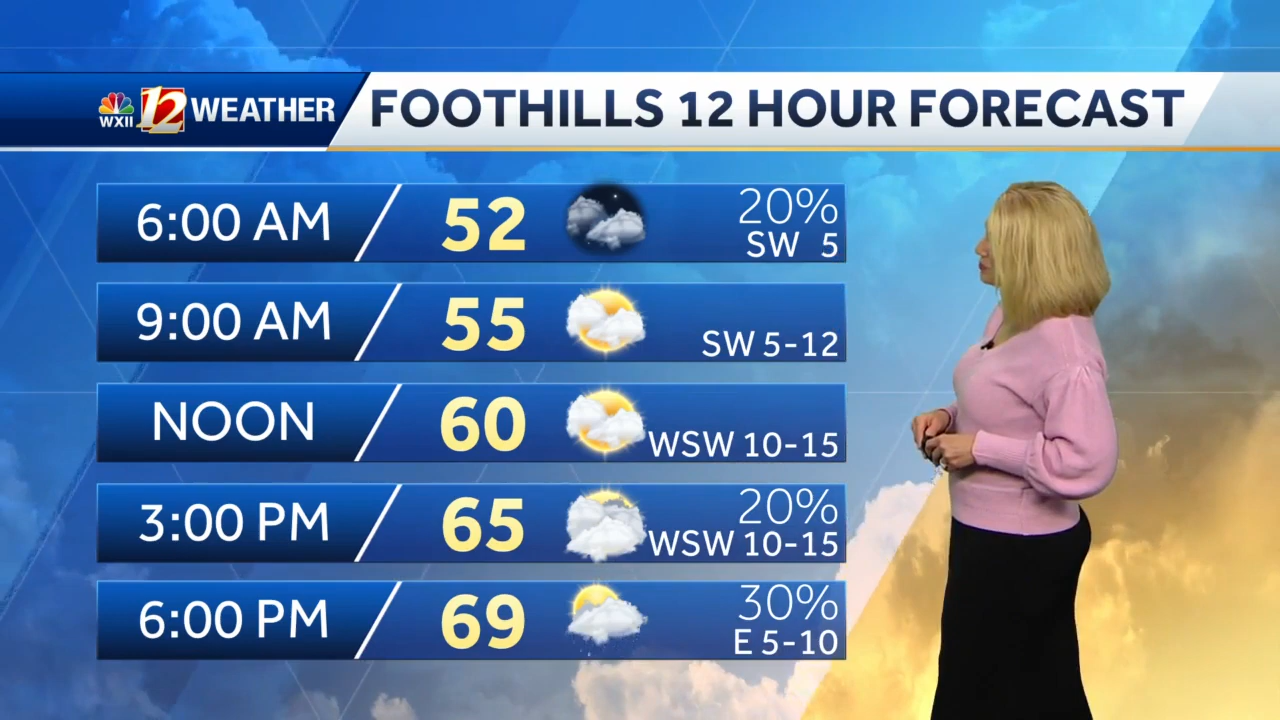 WXII 12 WEATHER
FOOTHILLS 12 HOUR FORECAST
6:00 AM 52 20%
SW 5
9:00 AM 55
SW 5-12
NOON 60
WSW 10-15
3:00 PM 65 20%
WSW 10-15
6:00 PM 69 30%
E 5-10